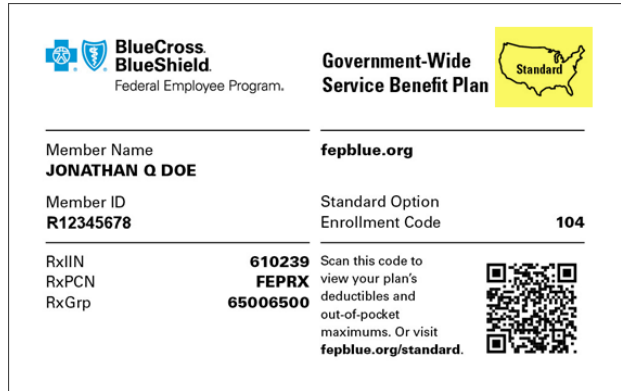 BlueCross.
BlueShield.
Federal Employee Program.
Government-Wide
Service Benefit Plan
Standard
Member Name
JONATHAN Q DOE
Member ID
R12345678
fepblue.org
Standard Option
Enrollment Code 104
RxIIN 610239
RxPCN FEPRX
RxGrp 65006500
Scan this code to
view your plan's
deductibles and
out-of-pocket
maximums. Or visit
fepblue.org/standard.